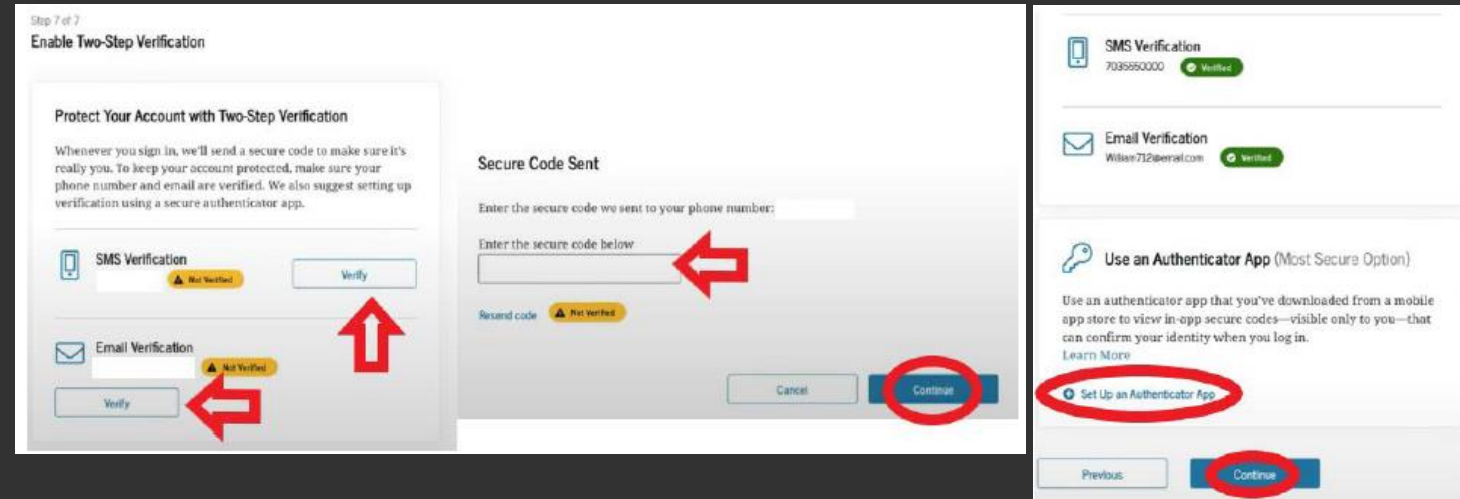 Step 7 of 7
Enable Two-Step Verification
Protect Your Account with Two-Step Verification
Whenever you sign in, we'll send a secure code to make sure it's
really you. To keep your account protected, make sure your
phone number and email are verified. We also suggest setting up
verification using a secure authenticator app.
SMS Verification
Not Verified
Verify
Email Verification
Not Verified
Verify
Secure Code Sent
Enter the secure code we sent to your phone number:
Enter the secure code below
Resend code
Not Verified
Cancel
Continue
SMS Verification
7035550000
Verified
Email Verification
William712@email.com
Verified
Use an Authenticator App (Most Secure Option)
Use an authenticator app that you've downloaded from a mobile
app store to view in-app secure codes—visible only to you—that
can confirm your identity when you log in.
Learn More
Set Up an Authenticator App
Previous
Continue